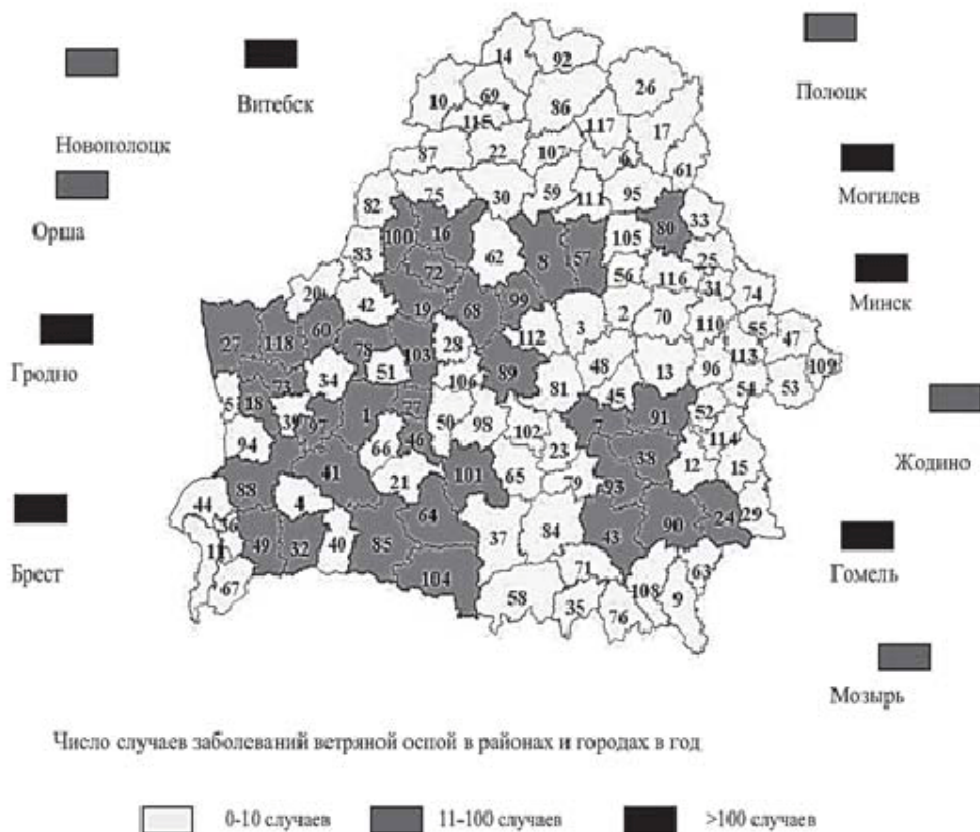 14 92
26
10 69 86
115 117 17
Витебск
Полоцк
Новополоцк
87 22 107 6 61
75 30 59 111 95
82
Могилев
Орша
100 16 62 8 57 105 80 33
83 72 25
56 116 31
20 42 19 68 99 2 74
Минск
27 118 60 78 103 28 112 3 70 110 55 47
Гродно
51 106 89 48 13 96 113 109
34 81 54 53
73
5 18 39 97 1 77 50 98 45 91 52
7
94 66 46 102 23 38 114
12 15
Жодино
88 41 21 101 65 79 93
44 4 64 24 29
36 37 84 43 90
11 49 32 40 85
67 104 71 63
58 35 76 108 9
Брест
Гомель
Мозырь
Число случаев заболеваний ветряной оспой в районах и городах в год
0-10 случаев 11-100 случаев >100 случаев